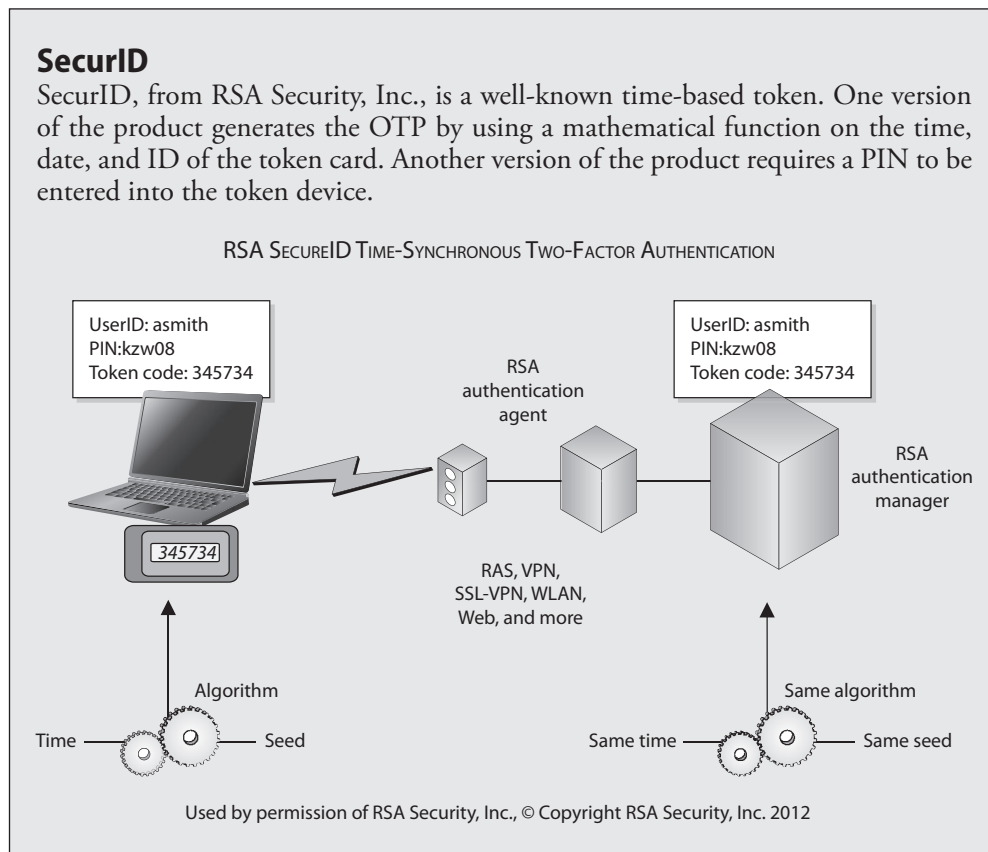 SecurID
SecurID, from RSA Security, Inc., is a well-known time-based token. One version
of the product generates the OTP by using a mathematical function on the time,
date, and ID of the token card. Another version of the product requires a PIN to be
entered into the token device.
RSA SECUREID TIME-SYNCHRONOUS TWO-FACTOR AUTHENTICATION
UserID: asmith
PIN:kzw08
Token code: 345734
UserID: asmith
PIN:kzw08
Token code: 345734
RSA
authentication
agent
RSA
authentication
manager
345734
RAS, VPN,
SSL-VPN, WLAN,
Web, and more
Algorithm
Time
Seed
Same algorithm
Same time
Same seed
Used by permission of RSA Security, Inc., © Copyright RSA Security, Inc. 2012